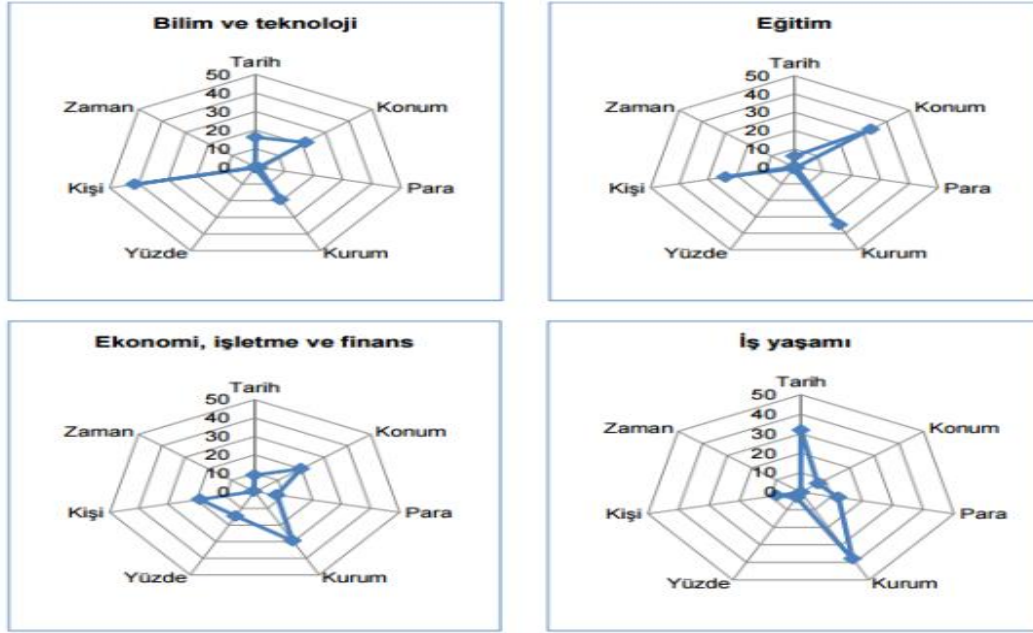 Bilim ve teknoloji
Tarih
50
40
30
20
10
0
Zaman
Konum
Kişi
Para
Yüzde
Kurum
Eğitim
Tarih
50
40
30
20
10
0
Zaman
Konum
Kişi
Para
Yüzde
Kurum
Ekonomi, işletme ve finans
Tarih
50
40
30
20
10
0
Zaman
Konum
Kişi
Para
Yüzde
Kurum
İş yaşamı
Tarih
50
40
30
20
10
0
Zaman
Konum
Kişi
Para
Yüzde
Kurum